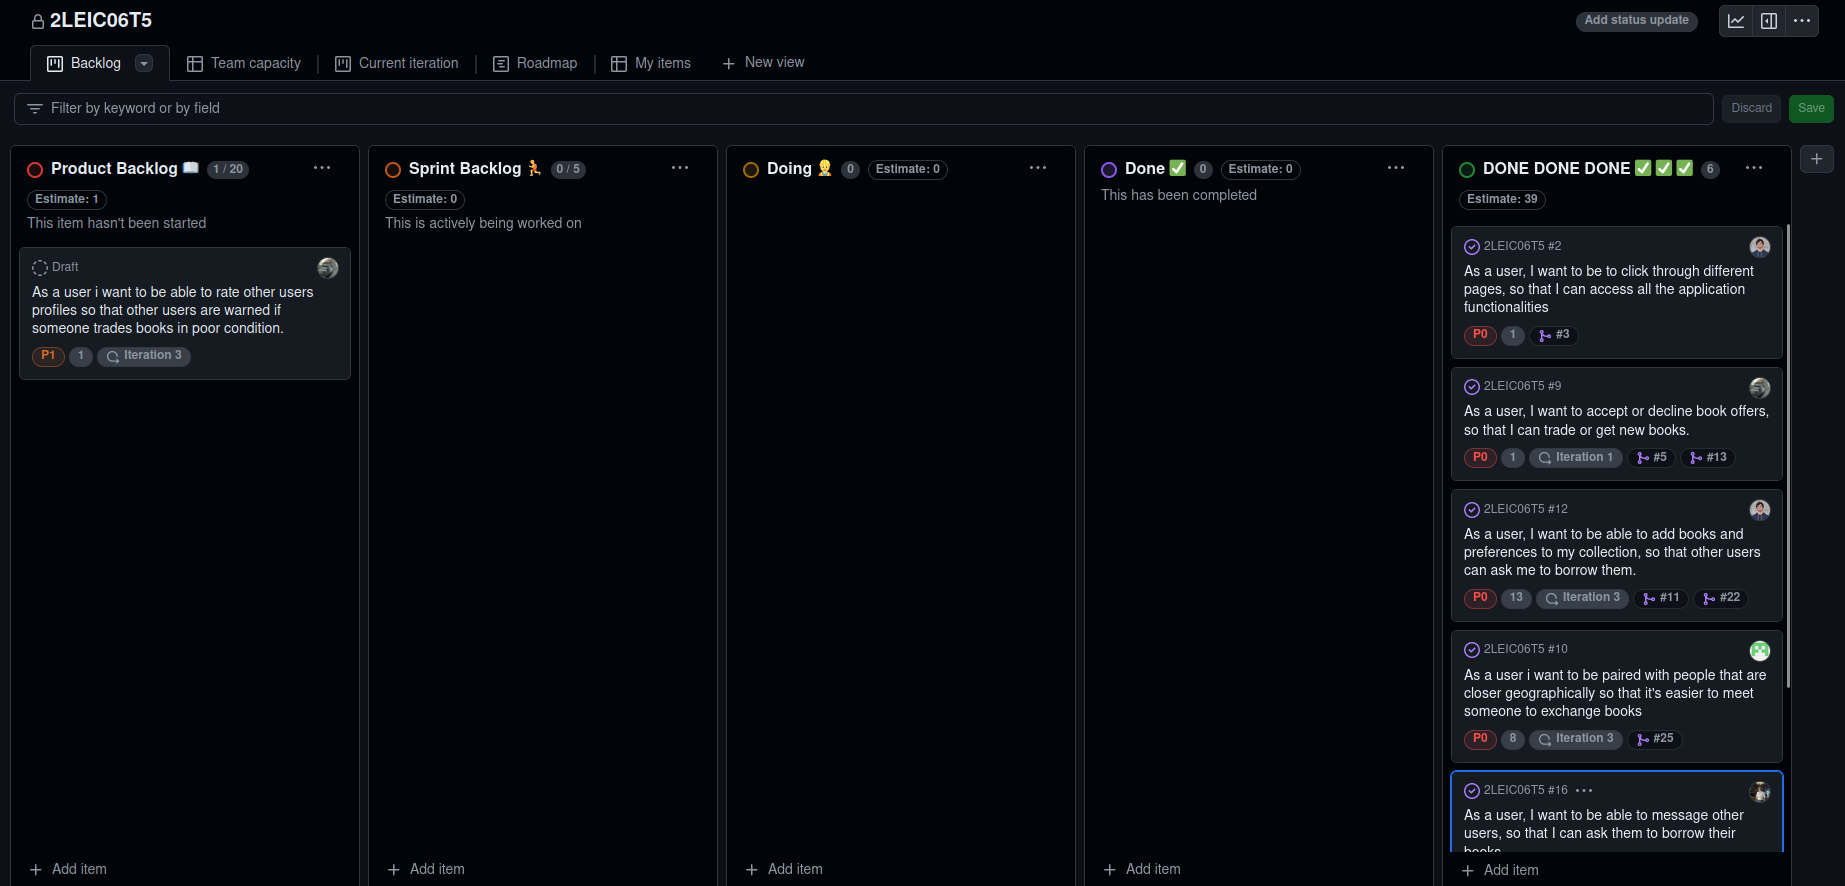 2LEIC06T5
Add status update
Backlog
Team capacity
Current iteration
Roadmap
My items
New view
Filter by keyword or by field
Discard
Save
Product Backlog 📖 1 / 20
Estimate: 1
This item hasn't been started
Draft
As a user i want to be able to rate other users
profiles so that other users are warned if
someone trades books in poor condition.
P1 1 Iteration 3
Add item
Sprint Backlog 🏃 0 / 5
Estimate: 0
This is actively being worked on
Add item
Doing 👷 0 Estimate: 0
Add item
Done ✅ 0 Estimate: 0
This has been completed
Add item
DONE DONE DONE ✅ ✅ ✅ 6
Estimate: 39
2LEIC06T5 #2
As a user, I want to be to click through different
pages, so that I can access all the application
functionalities
P0 1 #3
2LEIC06T5 #9
As a user, I want to accept or decline book offers,
so that I can trade or get new books.
P0 1 Iteration 1 #5 #13
2LEIC06T5 #12
As a user, I want to be able to add books and
preferences to my collection, so that other users
can ask me to borrow them.
P0 13 Iteration 3 #11 #22
2LEIC06T5 #10
As a user i want to be paired with people that are
closer geographically so that it's easier to meet
someone to exchange books
P0 8 Iteration 3 #25
2LEIC06T5 #16
As a user, I want to be able to message other
users, so that I can ask them to borrow their
books
Add item